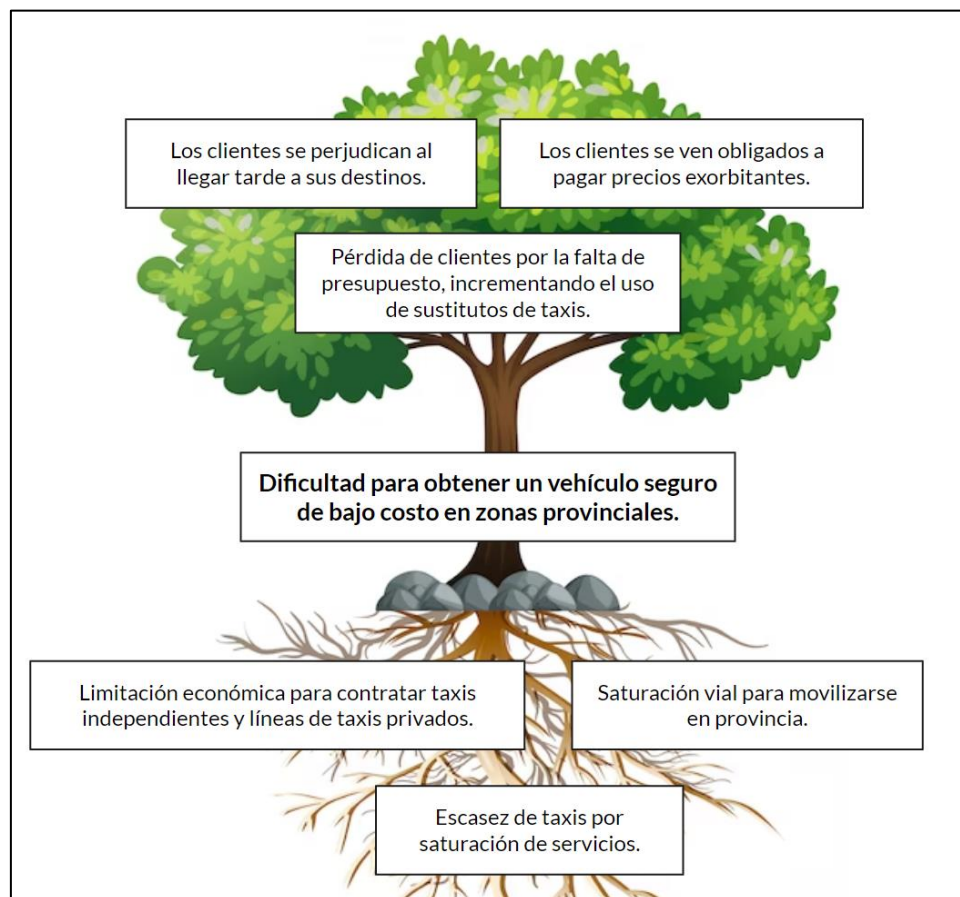 Los clientes se perjudican al
llegar tarde a sus destinos.
Los clientes se ven obligados a
pagar precios exorbitantes.
Pérdida de clientes por la falta de
presupuesto, incrementando el uso
de sustitutos de taxis.
Dificultad para obtener un vehículo seguro
de bajo costo en zonas provinciales.
Limitación económica para contratar taxis
independientes y líneas de taxis privados.
Saturación vial para movilizarse
en provincia.
Escasez de taxis por
saturación de servicios.